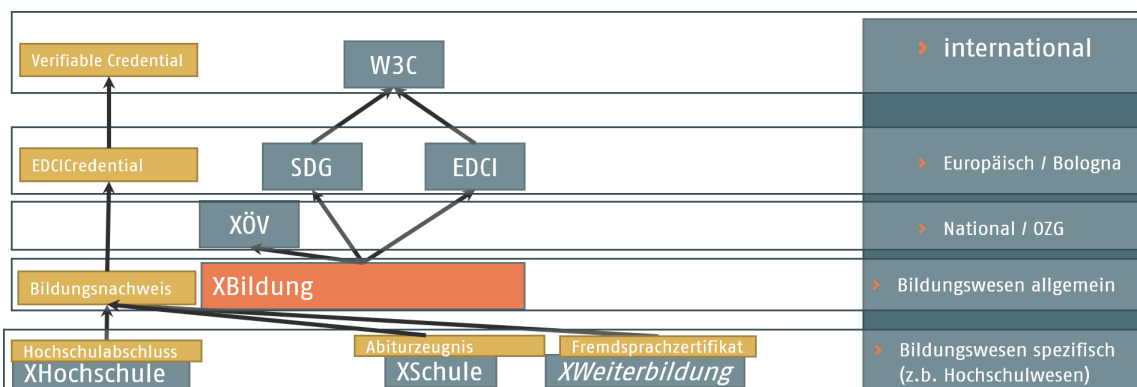 Verifiable Credential
W3C
› international
EDCICredential
SDG
EDCI
› Europäisch / Bologna
XÖV
› National / OZG
Bildungsnachweis
XBildung
› Bildungswesen allgemein
Hochschulabschluss
Abiturzeugnis
Fremdsprachzertifikat
XHochschule
XSchule
XWeiterbildung
› Bildungswesen spezifisch
(z.b. Hochschulwesen)